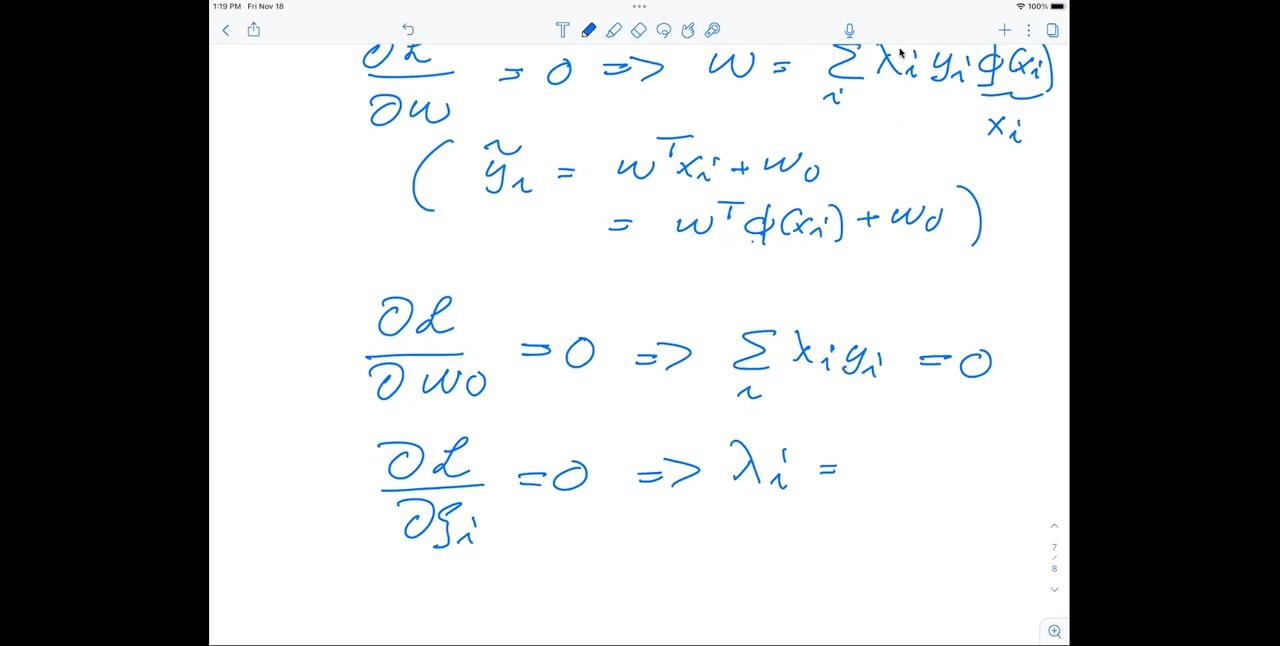 1:19 PM Fri Nov 18
100%
∂ℒ/∂w = 0 => w = Σ_i λ_i y_i ϕ(x_i)
x_i
( ỹ_i = w^T x_i + w_0
= w^T ϕ(x_i) + w_0 )
∂ℒ/∂w_0 = 0 => Σ_i λ_i y_i = 0
∂ℒ/∂ξ_i = 0 => λ_i =
7
/
8